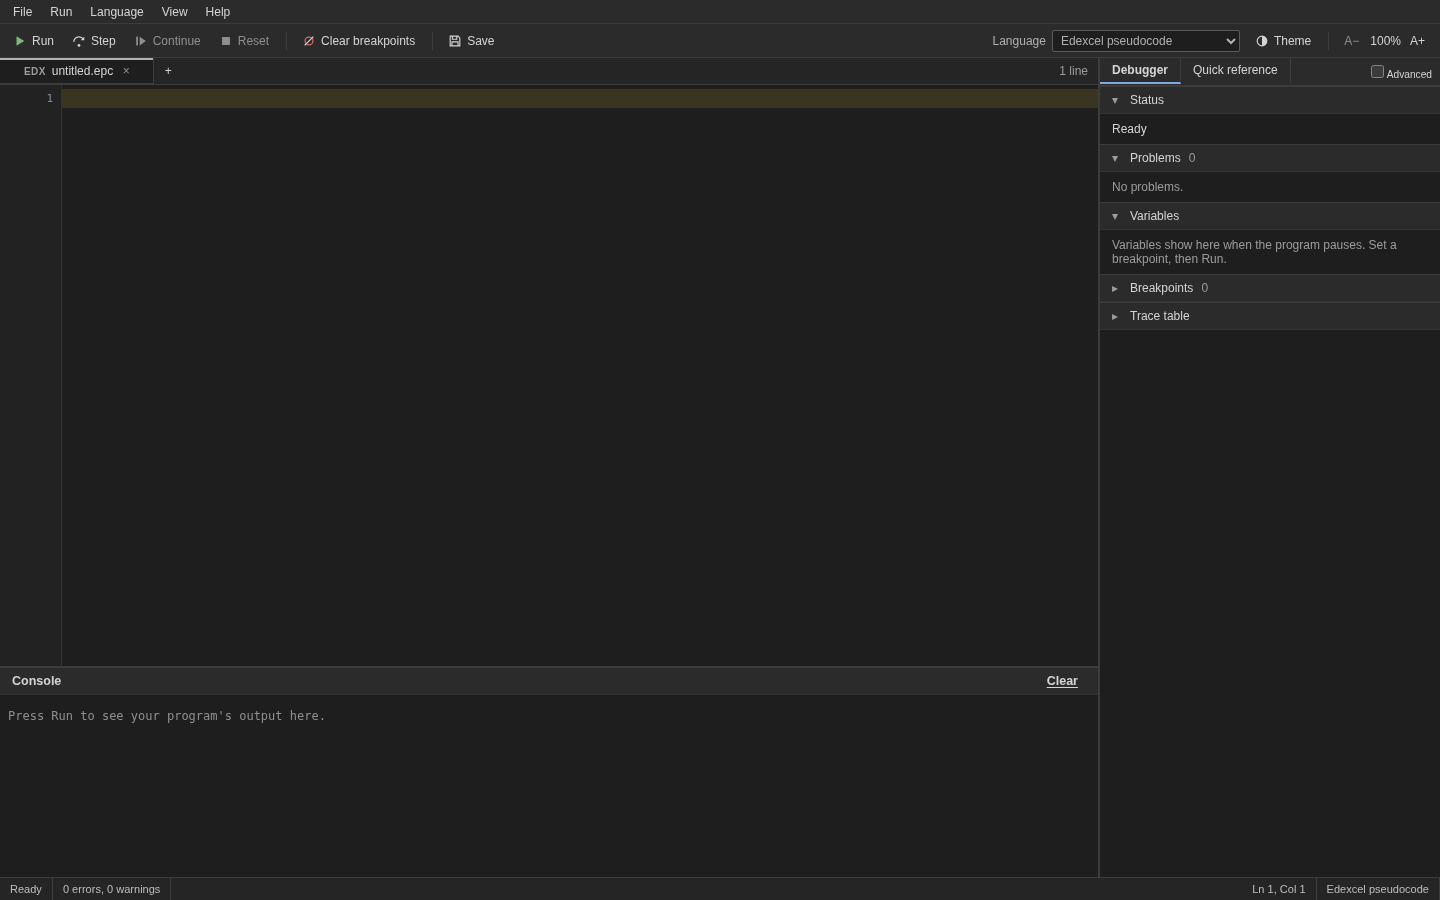 File Run Language View Help
Run Step Continue Reset Clear breakpoints Save Language Edexcel pseudocode Theme A− 100% A+
EDX untitled.epc × + 1 line
1
Debugger Quick reference Advanced
Status
Ready
Problems 0
No problems.
Variables
Variables show here when the program pauses. Set a
breakpoint, then Run.
Breakpoints 0
Trace table
Console Clear
Press Run to see your program's output here.
Ready 0 errors, 0 warnings Ln 1, Col 1 Edexcel pseudocode